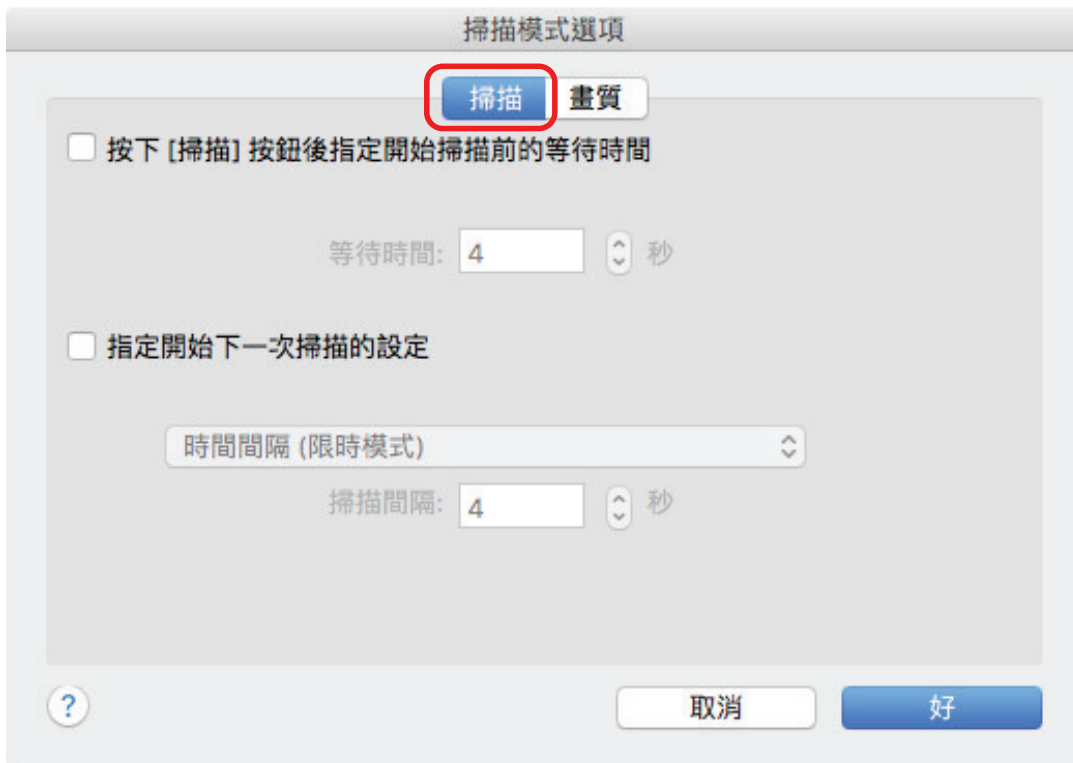 掃描模式選項
掃描 畫質
按下 [掃描] 按鈕後指定開始掃描前的等待時間
等待時間: 4 秒
指定開始下一次掃描的設定
時間間隔 (限時模式)
掃描間隔: 4 秒
? 取消 好